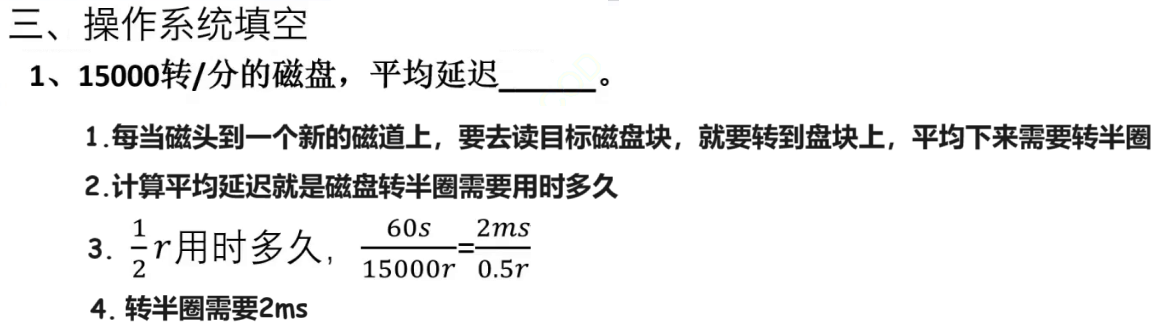 三、操作系统填空
1、15000转/分的磁盘，平均延迟______。
1.每当磁头到一个新的磁道上，要去读目标磁盘块，就要转到盘块上，平均下来需要转半圈
2.计算平均延迟就是磁盘转半圈需要用时多久
3. \frac{1}{2}r用时多久，\frac{60s}{15000r}=\frac{2ms}{0.5r}
4. 转半圈需要2ms